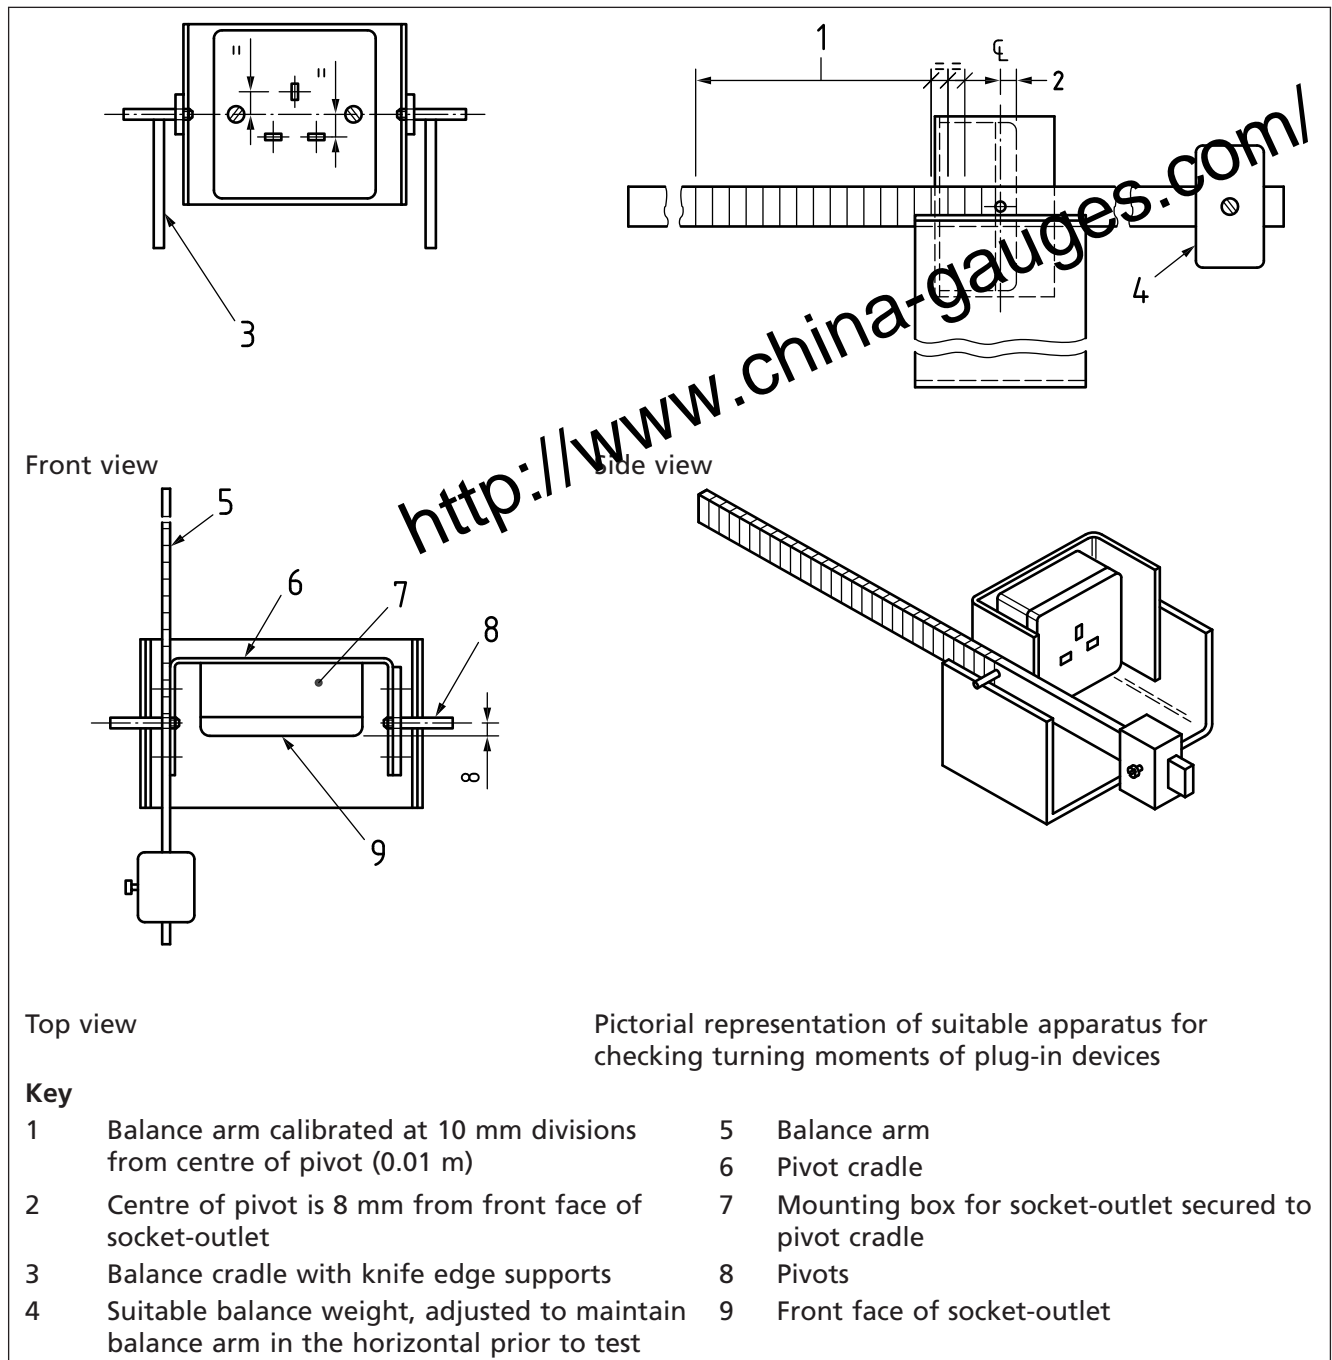 =
=
3
1
℄
= =
2
4
http://www.china-gauges.com/
Front view
Side view
5
6
7
8
8
9
Top view
Pictorial representation of suitable apparatus for
checking turning moments of plug-in devices
Key
1 Balance arm calibrated at 10 mm divisions
from centre of pivot (0.01 m)
2 Centre of pivot is 8 mm from front face of
socket-outlet
3 Balance cradle with knife edge supports
4 Suitable balance weight, adjusted to maintain
balance arm in the horizontal prior to test
5 Balance arm
6 Pivot cradle
7 Mounting box for socket-outlet secured to
pivot cradle
8 Pivots
9 Front face of socket-outlet